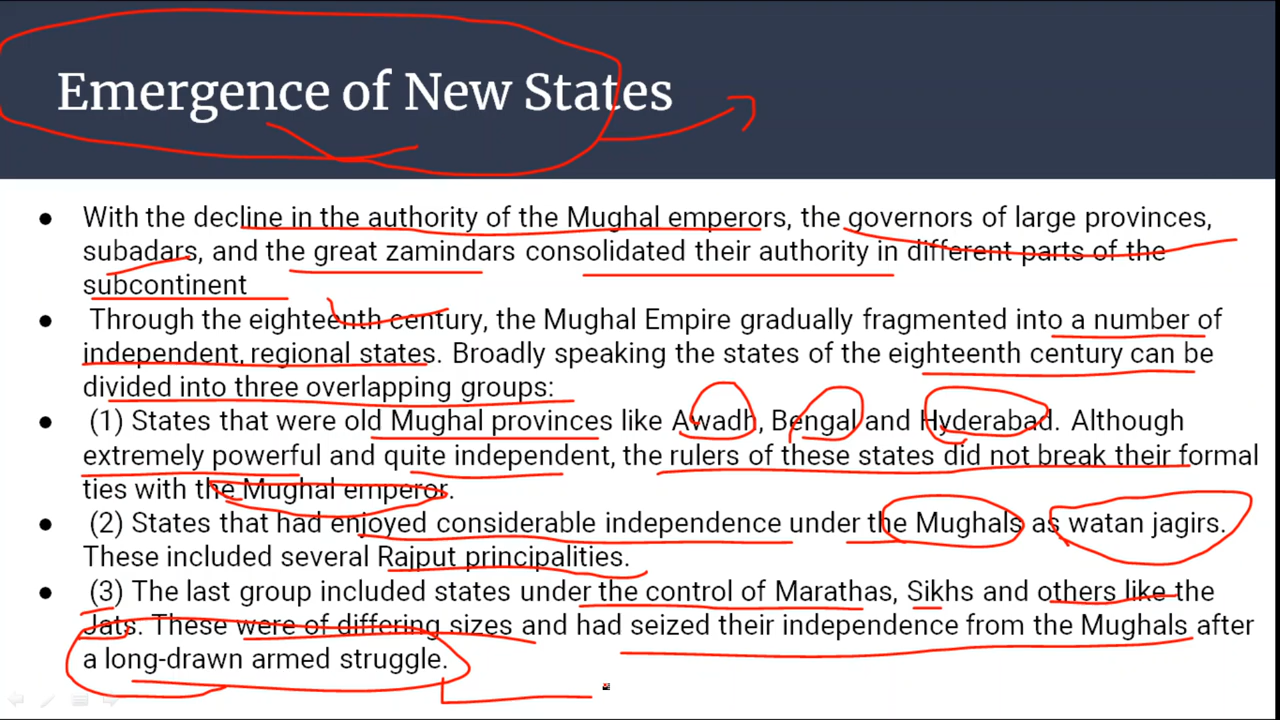 Emergence of New States
● With the decline in the authority of the Mughal emperors, the governors of large provinces,
subadars, and the great zamindars consolidated their authority in different parts of the
subcontinent
● Through the eighteenth century, the Mughal Empire gradually fragmented into a number of
independent, regional states. Broadly speaking the states of the eighteenth century can be
divided into three overlapping groups:
● (1) States that were old Mughal provinces like Awadh, Bengal and Hyderabad. Although
extremely powerful and quite independent, the rulers of these states did not break their formal
ties with the Mughal emperor.
● (2) States that had enjoyed considerable independence under the Mughals as watan jagirs.
These included several Rajput principalities.
● (3) The last group included states under the control of Marathas, Sikhs and others like the
Jats. These were of differing sizes and had seized their independence from the Mughals after
a long-drawn armed struggle.